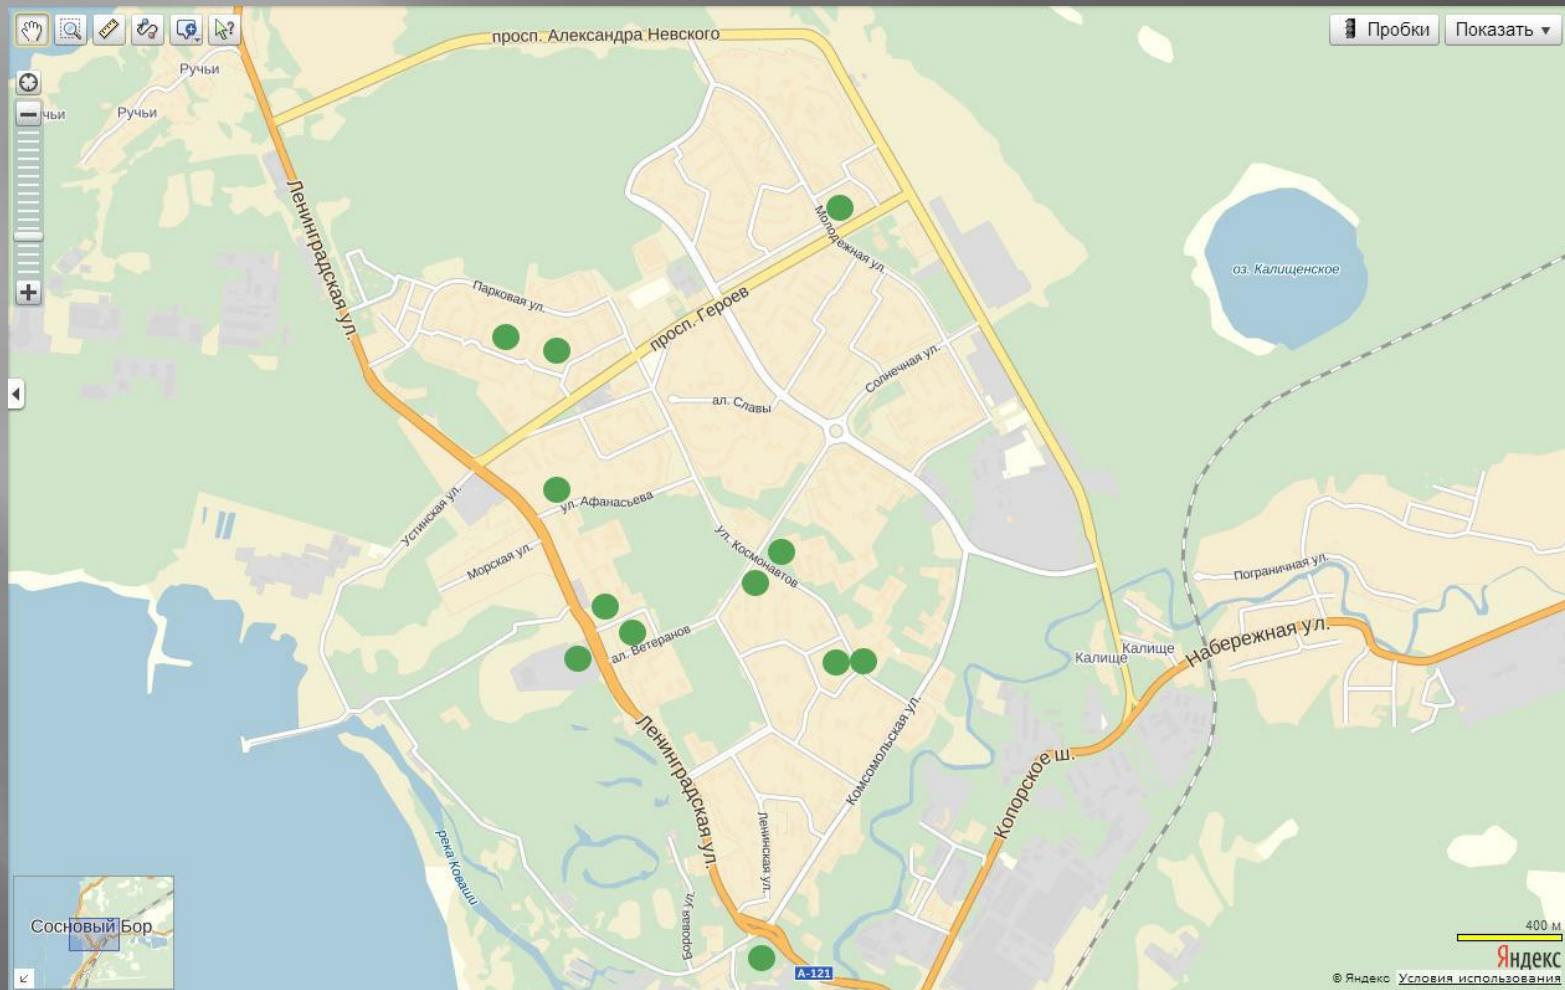 просп. Александра Невского
Пробки
Показать
Ручьи
Ручьи
чьи
Ленинградская ул.
Молодежная ул.
оз. Калищенское
Парковая ул.
просп. Героев
Солнечная ул.
ал. Славы
Устинская ул.
ул. Афанасьева
Морская ул.
ул. Космонавтов
Пограничная ул.
Набережная ул.
ал. Ветеранов
Калище
Калище
Ленинградская ул.
Комсомольская ул.
Копорское ш.
Ленинская ул.
река Коваши
Боровая ул.
Сосновый Бор
А-121
400 м
Яндекс
© Яндекс Условия использования